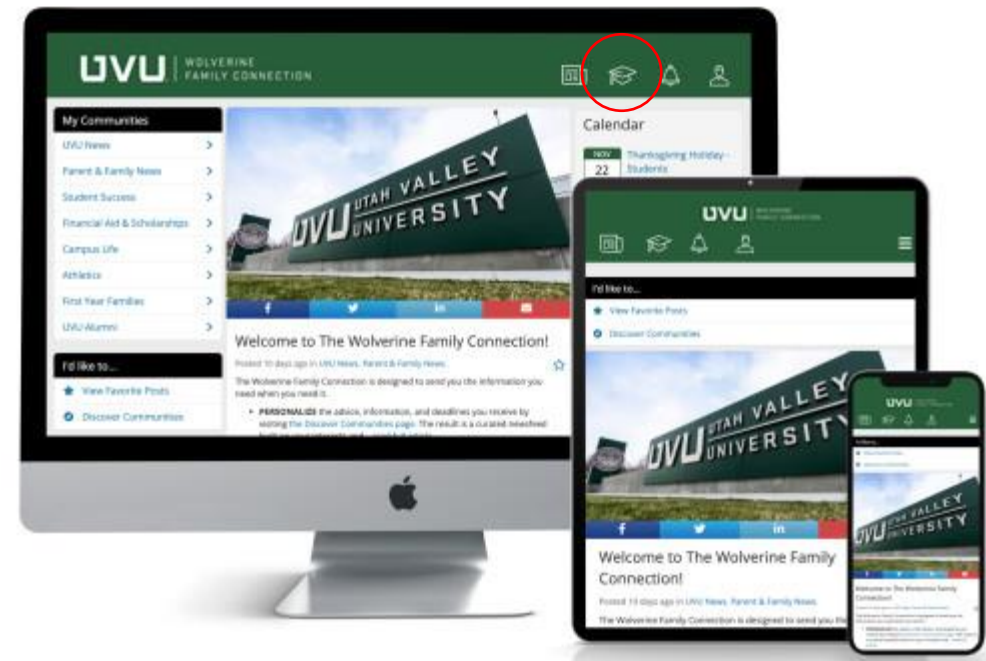 UVU WOLVERINE
FAMILY CONNECTION
My Communities
UVU News
Parent & Family News
Student Success
Financial Aid & Scholarships
Campus Life
Athletics
First Year Families
UVU Alumni
I'd like to...
View Favorite Posts
Discover Communities
UTAH VALLEY
UVU UNIVERSITY
f
in
Welcome to The Wolverine Family Connection!
Posted 10 days ago in UVU News, Parent & Family News
The Wolverine Family Connection is designed to send you the information you
need when you need it.
• PERSONALIZE the advice, information, and deadlines you receive by
visiting the Discover Communities page. The result is a curated newsfeed
Calendar
NOV
22
Thanksgiving Holiday -
Students
UVU WOLVERINE
FAMILY CONNECTION
I'd like to...
View Favorite Posts
Discover Communities
UTAH VALLEY
UVU UNIVERSITY
f
in
Welcome to The Wolverine Family
Connection!
Posted 10 days ago in UVU News, Parent & Family News
The Wolverine Family Connection is designed to send you the
UVU
UTAH VALLEY
UVU UNIVERSITY
Welcome to The Wolverine Family
Connection!